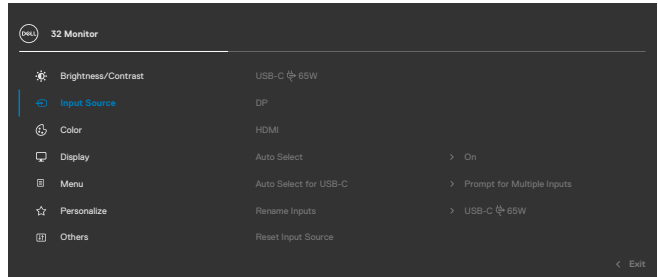 DELL 32 Monitor
Brightness/Contrast USB-C 65W
Input Source DP
Color HDMI
Display Auto Select > On
Menu Auto Select for USB-C > Prompt for Multiple Inputs
Personalize Rename Inputs > USB-C 65W
Others Reset Input Source
< Exit